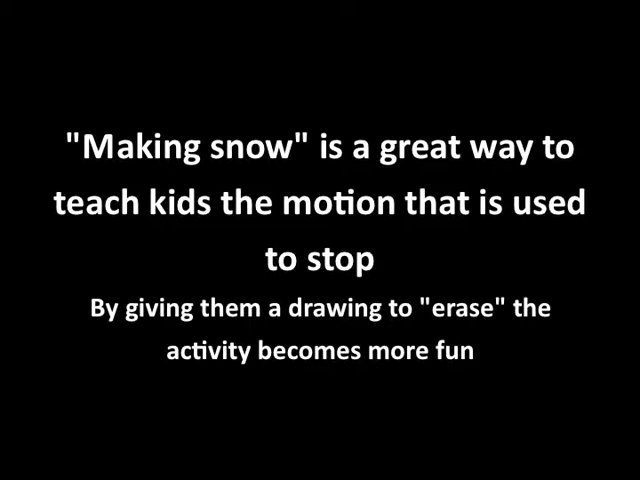 "Making snow" is a great way to
teach kids the motion that is used
to stop
By giving them a drawing to "erase" the
activity becomes more fun